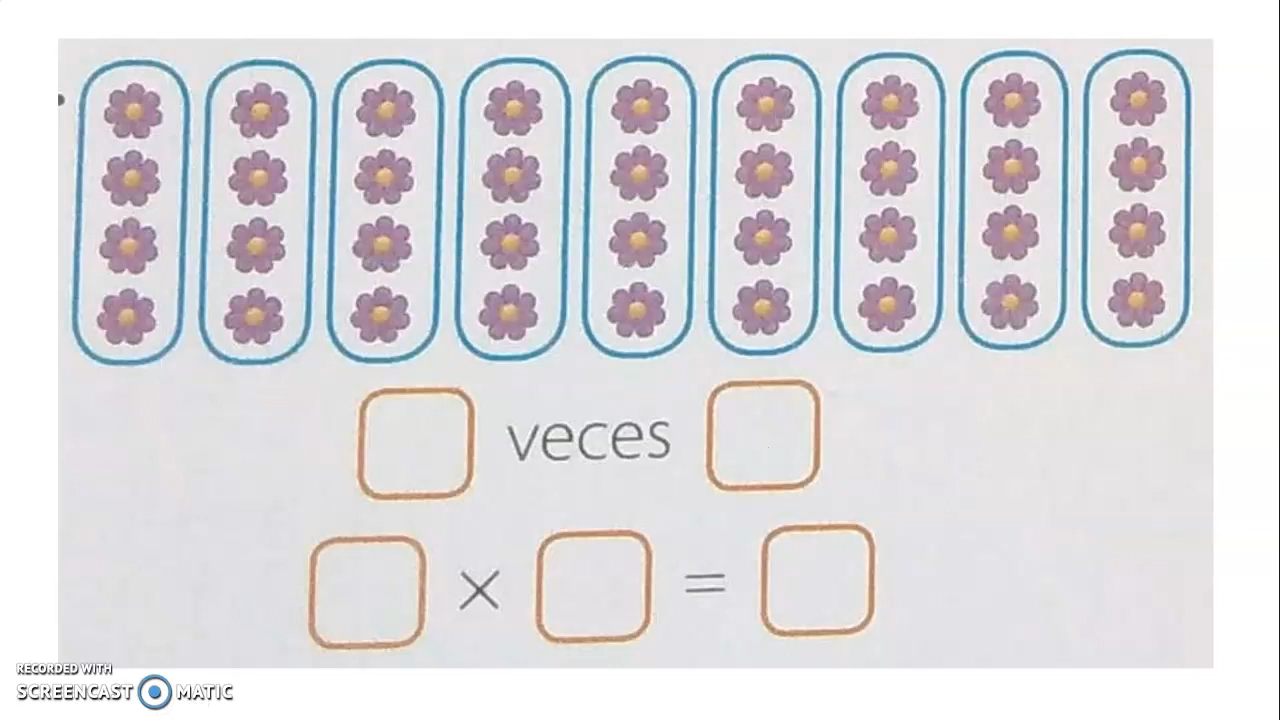 veces
× =
RECORDED WITH
SCREENCAST MATIC